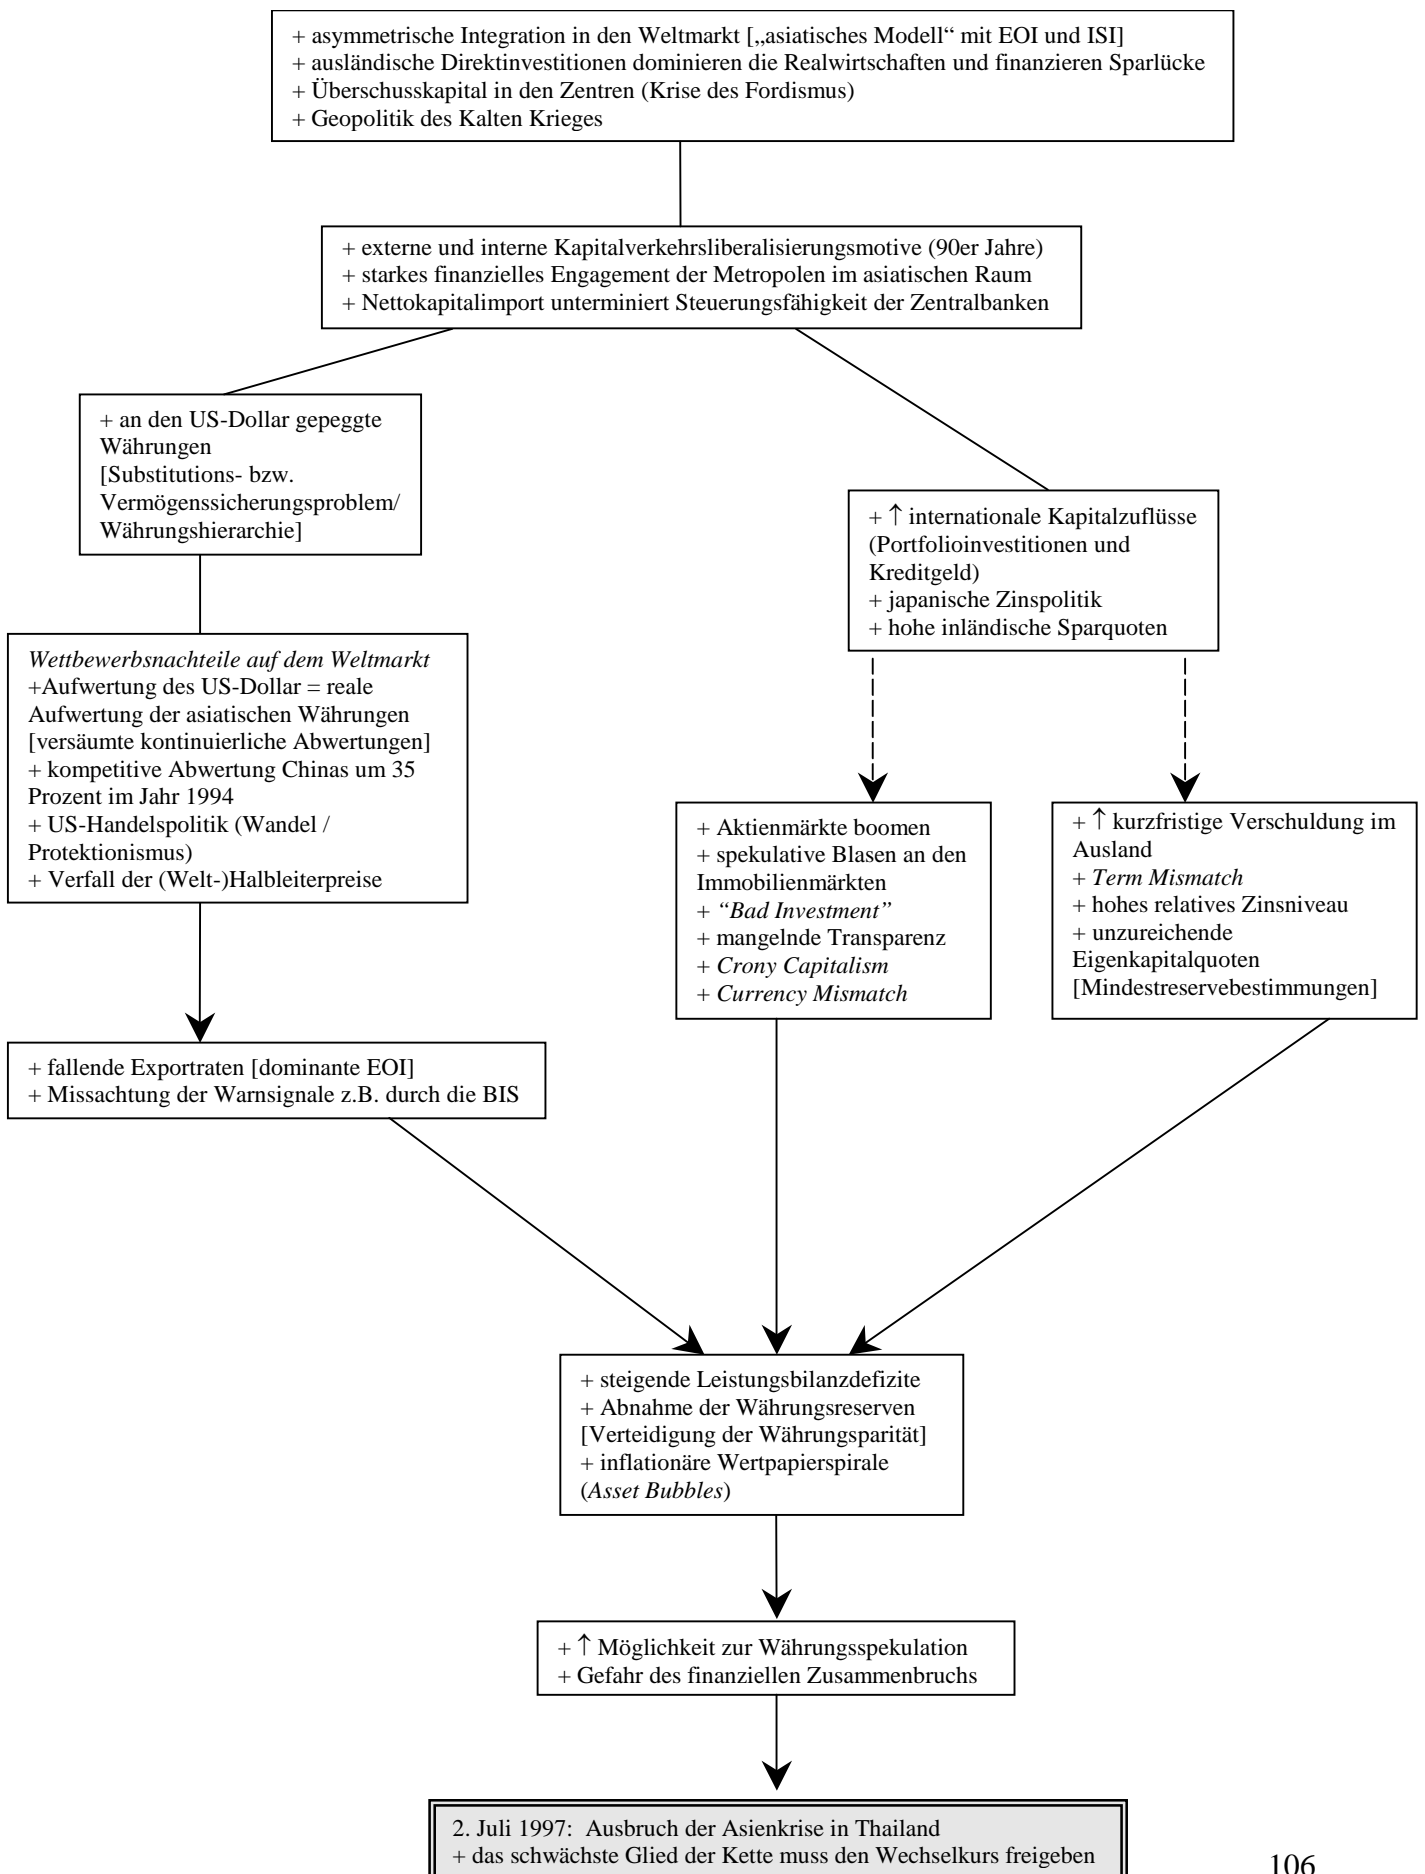 + asymmetrische Integration in den Weltmarkt [„asiatisches Modell“ mit EOI und ISI]
+ ausländische Direktinvestitionen dominieren die Realwirtschaften und finanzieren Sparlücke
+ Überschusskapital in den Zentren (Krise des Fordismus)
+ Geopolitik des Kalten Krieges
+ externe und interne Kapitalverkehrsliberalisierungsmotive (90er Jahre)
+ starkes finanzielles Engagement der Metropolen im asiatischen Raum
+ Nettokapitalimport unterminiert Steuerungsfähigkeit der Zentralbanken
+ an den US-Dollar gepeggte
Währungen
[Substitutions- bzw.
Vermögenssicherungsproblem/
Währungshierarchie]
+ ↑ internationale Kapitalzuflüsse
(Portfolioinvestitionen und
Kreditgeld)
+ japanische Zinspolitik
+ hohe inländische Sparquoten
Wettbewerbsnachteile auf dem Weltmarkt
+Aufwertung des US-Dollar = reale
Aufwertung der asiatischen Währungen
[versäumte kontinuierliche Abwertungen]
+ kompetitive Abwertung Chinas um 35
Prozent im Jahr 1994
+ US-Handelspolitik (Wandel /
Protektionismus)
+ Verfall der (Welt-)Halbleiterpreise
+ Aktienmärkte boomen
+ spekulative Blasen an den
Immobilienmärkten
+ “Bad Investment”
+ mangelnde Transparenz
+ Crony Capitalism
+ Currency Mismatch
+ ↑ kurzfristige Verschuldung im
Ausland
+ Term Mismatch
+ hohes relatives Zinsniveau
+ unzureichende
Eigenkapitalquoten
[Mindestreservebestimmungen]
+ fallende Exportraten [dominante EOI]
+ Missachtung der Warnsignale z.B. durch die BIS
+ steigende Leistungsbilanzdefizite
+ Abnahme der Währungsreserven
[Verteidigung der Währungsparität]
+ inflationäre Wertpapierspirale
(Asset Bubbles)
+ ↑ Möglichkeit zur Währungsspekulation
+ Gefahr des finanziellen Zusammenbruchs
2. Juli 1997: Ausbruch der Asienkrise in Thailand
+ das schwächste Glied der Kette muss den Wechselkurs freigeben
106